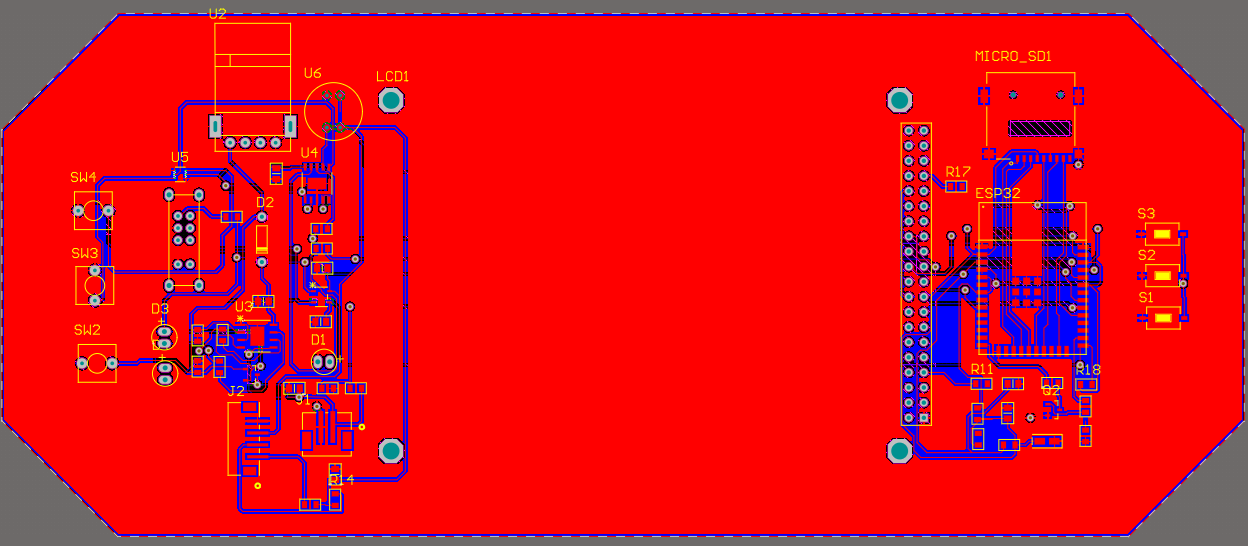 U2
U6
LCD1
MICRO_SD1
U5
U4
SW4
R17
ESP32
D2
S3
SW3
S2
*
S1
D3
U3
*
SW2
D1
+
+
+
R11
R18
J2
Q2
R14